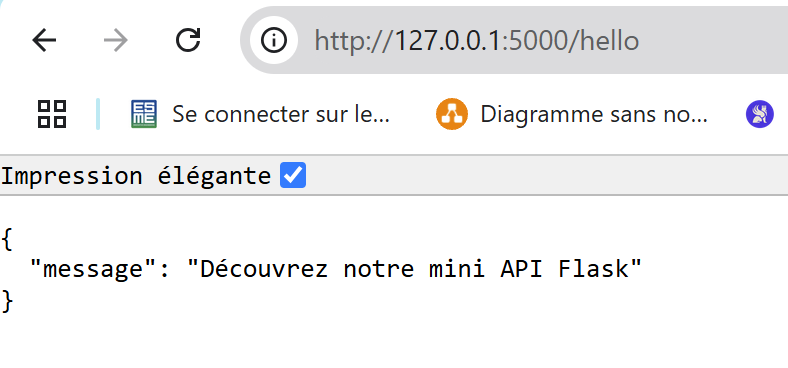 http://127.0.0.1:5000/hello
ESME Se connecter sur le... Diagramme sans no...
Impression élégante
{
"message": "Découvrez notre mini API Flask"
}